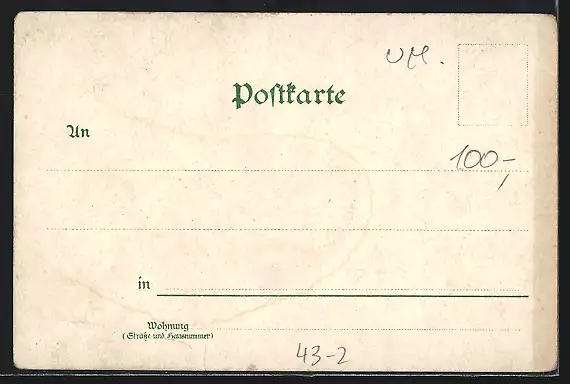 UM.
Postkarte
An
100,-
in
Wohnung
(Straße und Hausnummer)
43-2